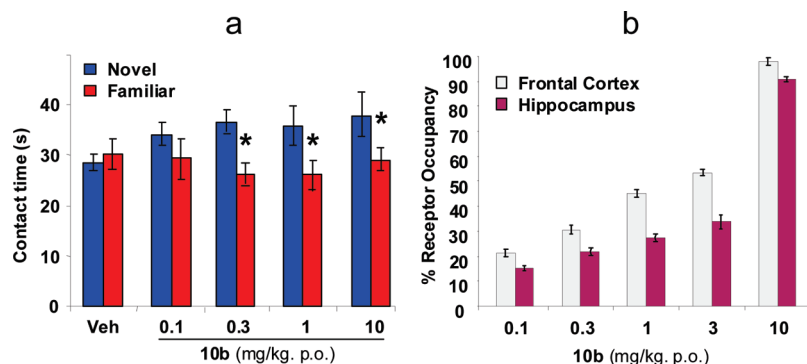 a
Novel
Familiar
Contact time (s)
40
30
20
10
0
*
*
*
Veh
0.1
0.3
1
10
10b (mg/kg. p.o.)
b
Frontal Cortex
Hippocampus
% Receptor Occupancy
100
90
80
70
60
50
40
30
20
10
0
0.1
0.3
1
3
10
10b (mg/kg. p.o.)